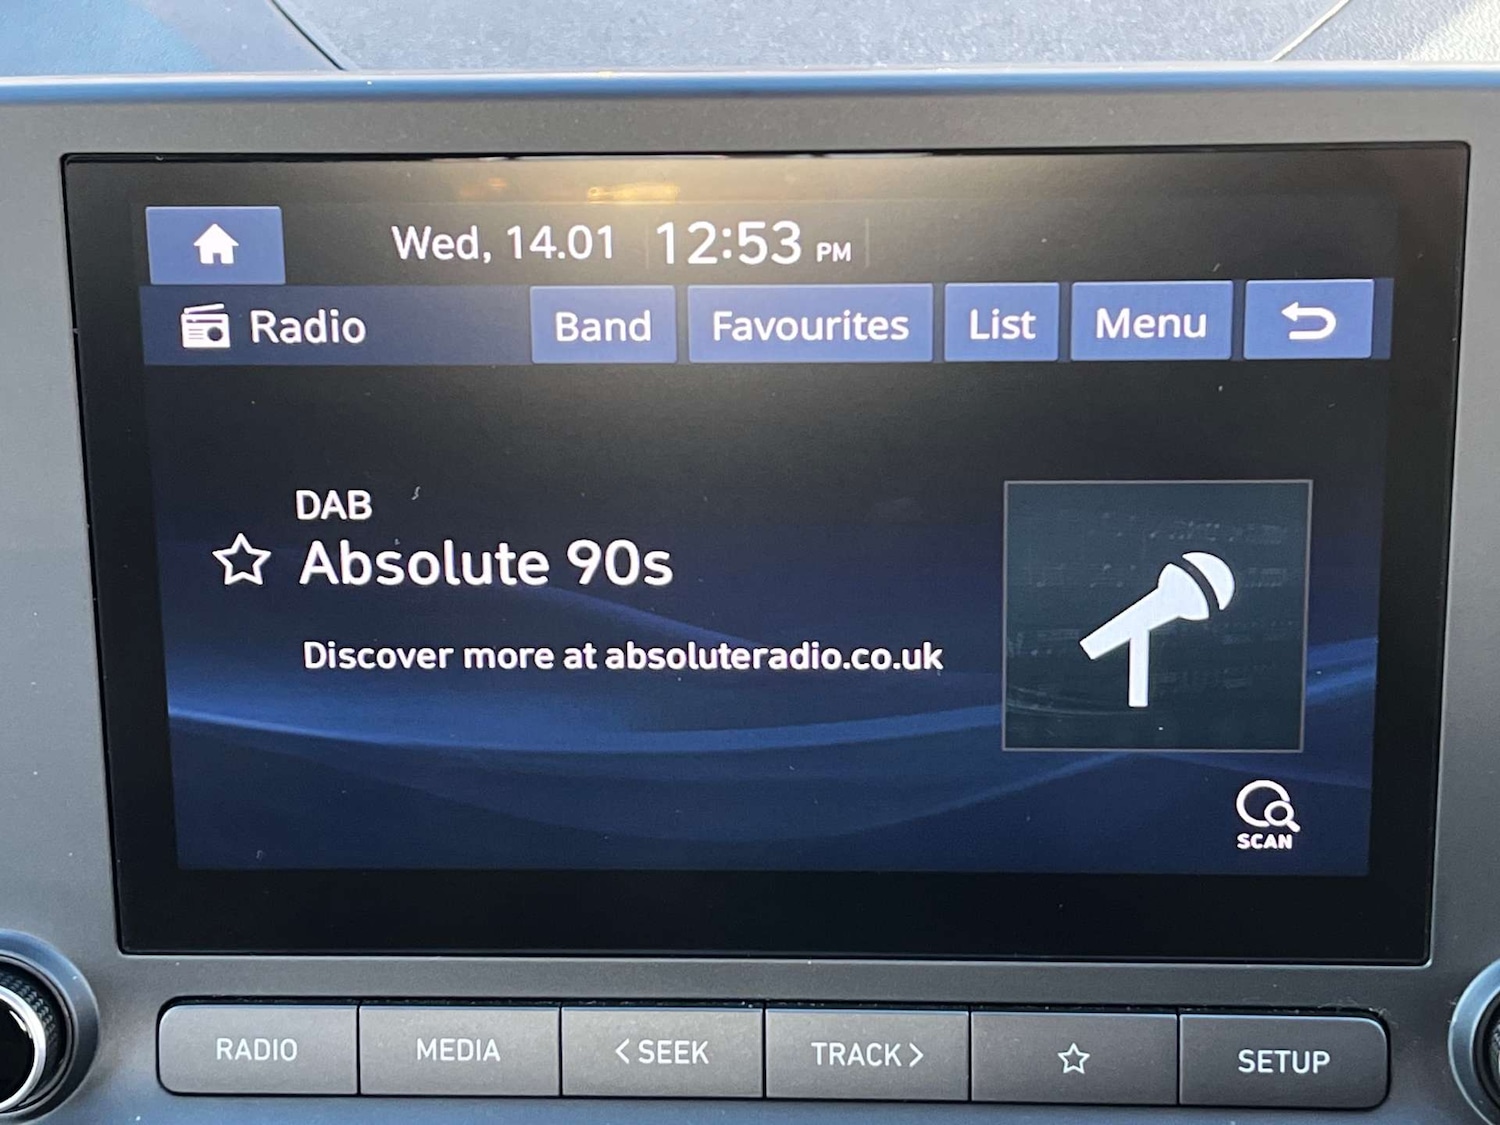 Wed, 14.01 12:53 PM
Radio Band Favourites List Menu
DAB
Absolute 90s
Discover more at absoluteradio.co.uk
SCAN
RADIO MEDIA <SEEK TRACK> SETUP